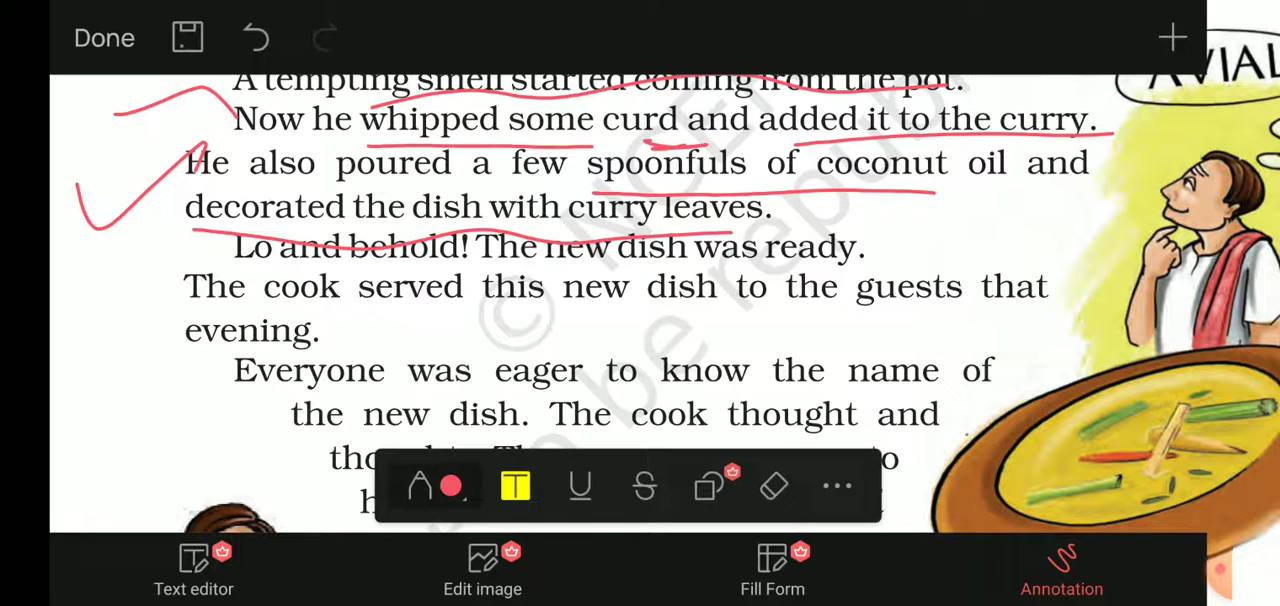 Done
AVIAL
A tempting smell started coming from the pot.
Now he whipped some curd and added it to the curry.
He also poured a few spoonfuls of coconut oil and
decorated the dish with curry leaves.
Lo and behold! The new dish was ready.
The cook served this new dish to the guests that
evening.
Everyone was eager to know the name of
the new dish. The cook thought and
to
T
U
S
Text editor
Edit image
Fill Form
Annotation
© NCE
be republ